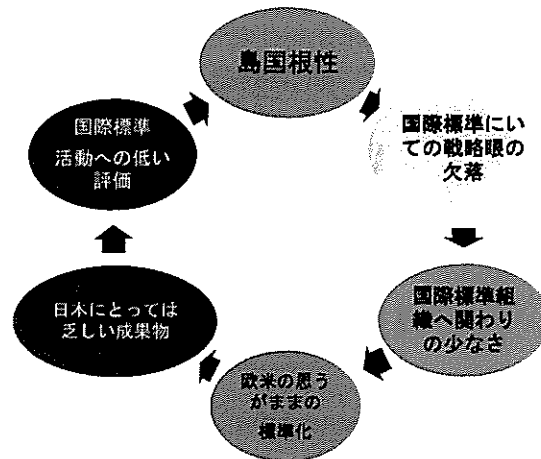 島国根性
国際標準にい
ての戦略眼の
欠落
国際標準組
織へ関わり
の少なさ
欧米の思う
がままの
標準化
日本にとっては
乏しい成果物
国際標準
活動への低い
評価